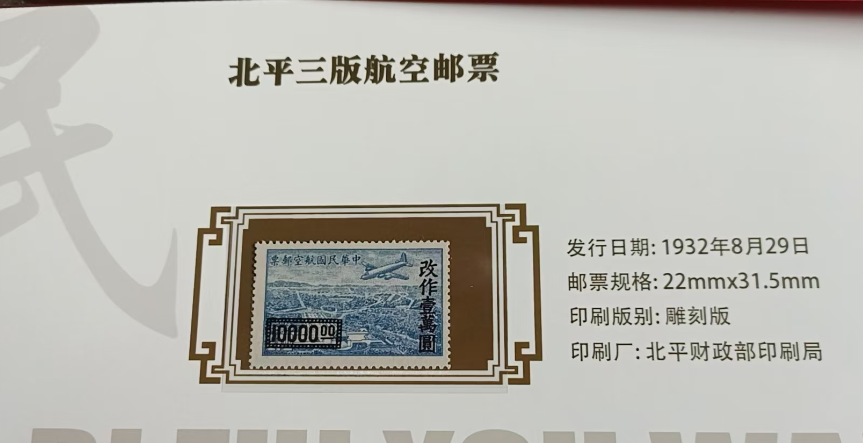 北平三版航空邮票
票郵空航國民華中
改作壹萬圓
10000.00
发行日期: 1932年8月29日
邮票规格: 22mmx31.5mm
印刷版别: 雕刻版
印刷厂: 北平财政部印刷局
民